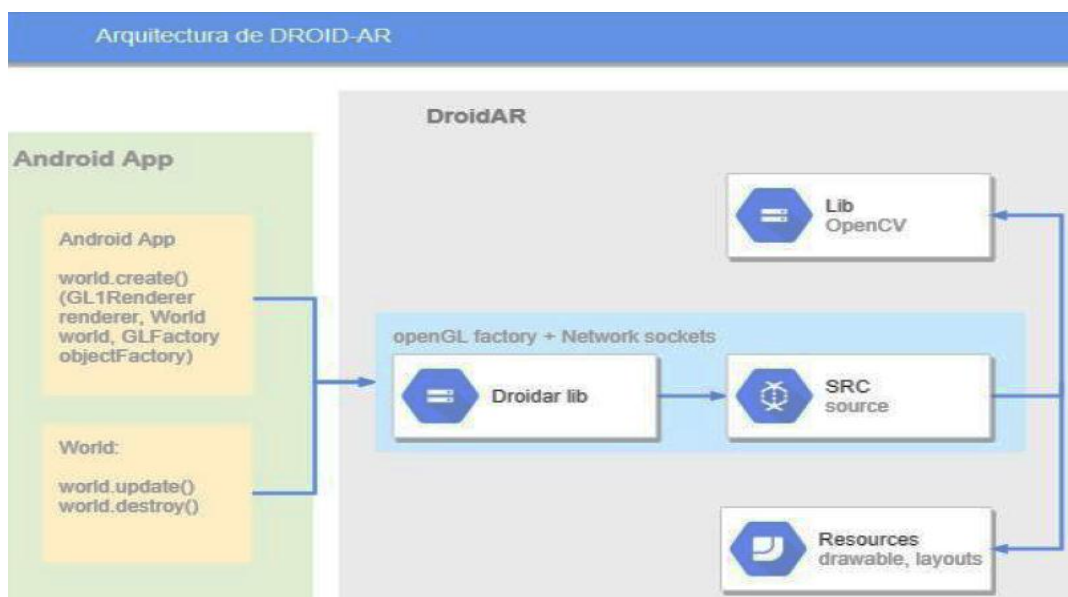 Arquitectura de DROID-AR
DroidAR
Android App
Android App
world.create()
(GL1Renderer
renderer, World
world, GLFactory
objectFactory)
World:
world.update()
world.destroy()
Lib
OpenCV
openGL factory + Network sockets
Droidar lib
SRC
source
Resources
drawable, layouts